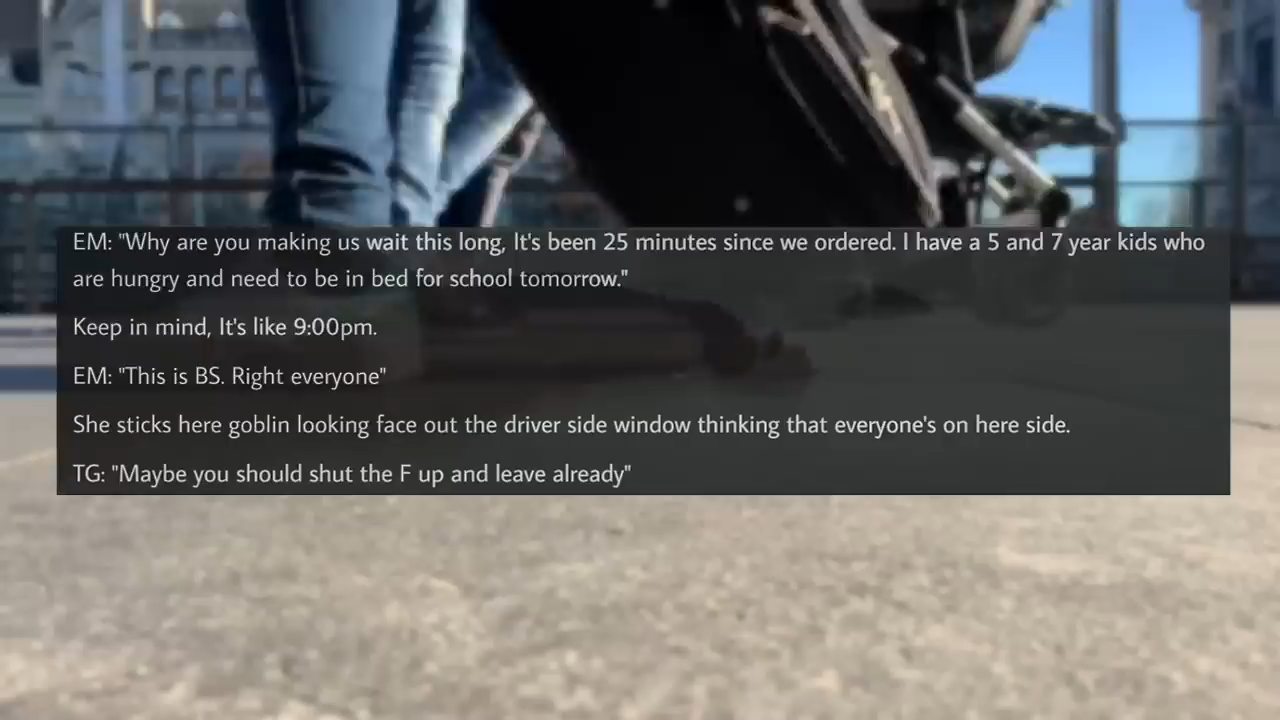 EM: "Why are you making us wait this long, It's been 25 minutes since we ordered. I have a 5 and 7 year kids who
are hungry and need to be in bed for school tomorrow."
Keep in mind, It's like 9:00pm.
EM: "This is BS. Right everyone"
She sticks here goblin looking face out the driver side window thinking that everyone's on here side.
TG: "Maybe you should shut the F up and leave already"